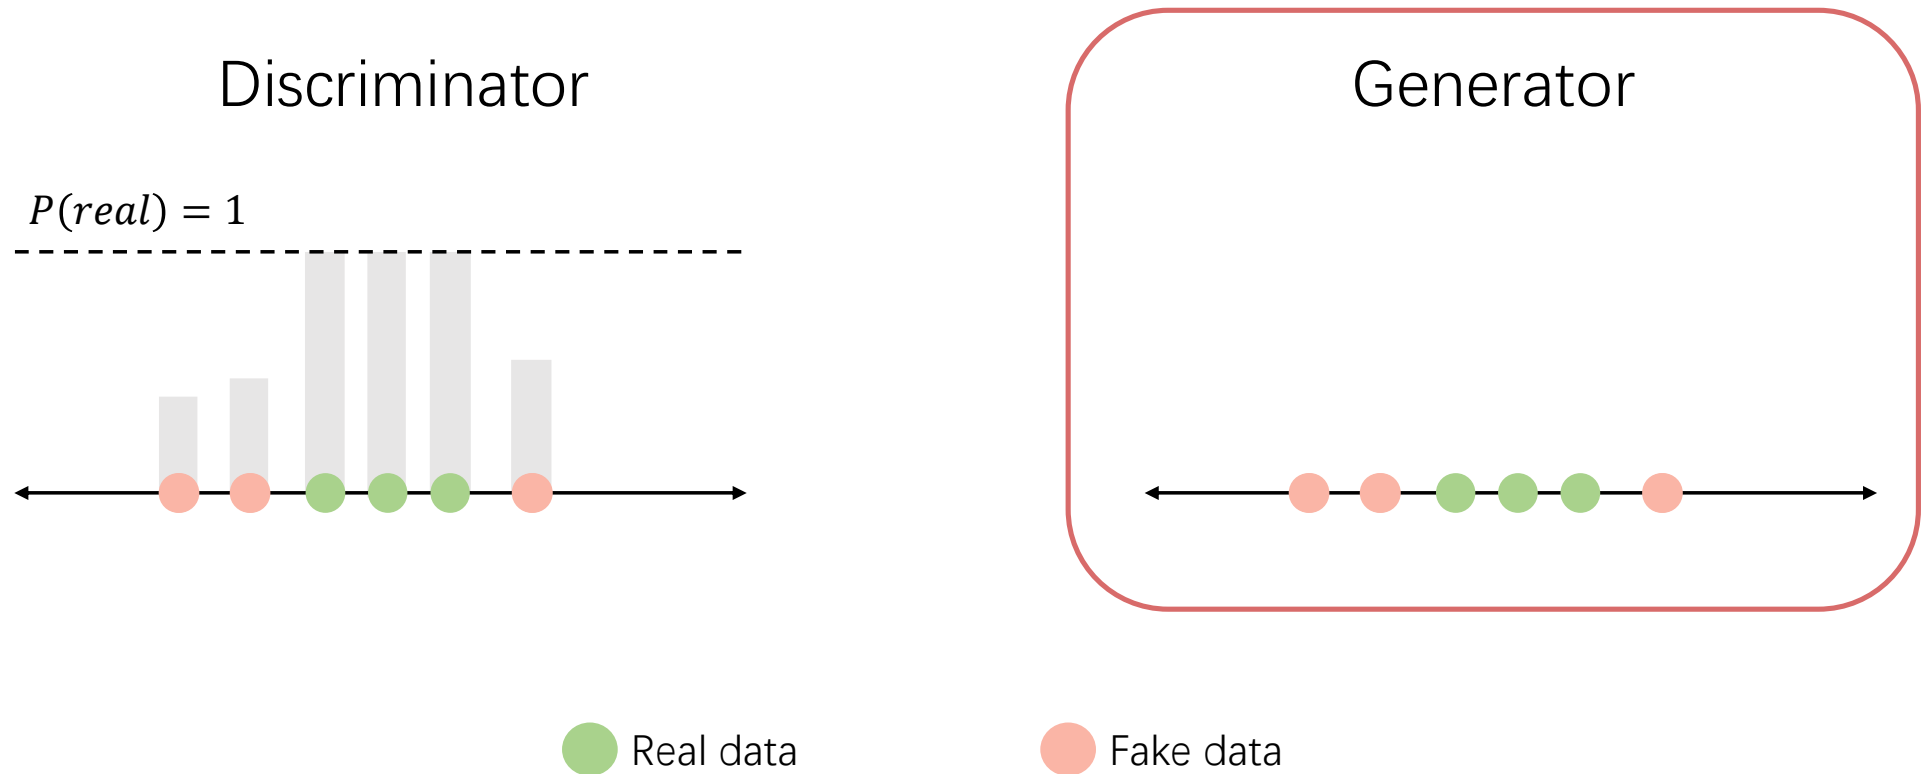 Discriminator
Generator
P(real) = 1
Real data
Fake data